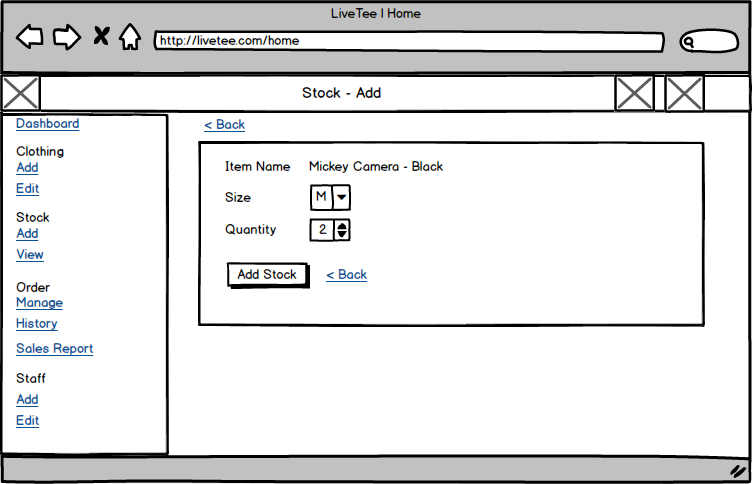 LiveTee | Home
http://livetee.com/home
Stock - Add
Dashboard
Clothing
Add
Edit
Stock
Add
View
Order
Manage
History
Sales Report
Staff
Add
Edit
< Back
Item Name Mickey Camera - Black
Size M
Quantity 2
Add Stock < Back